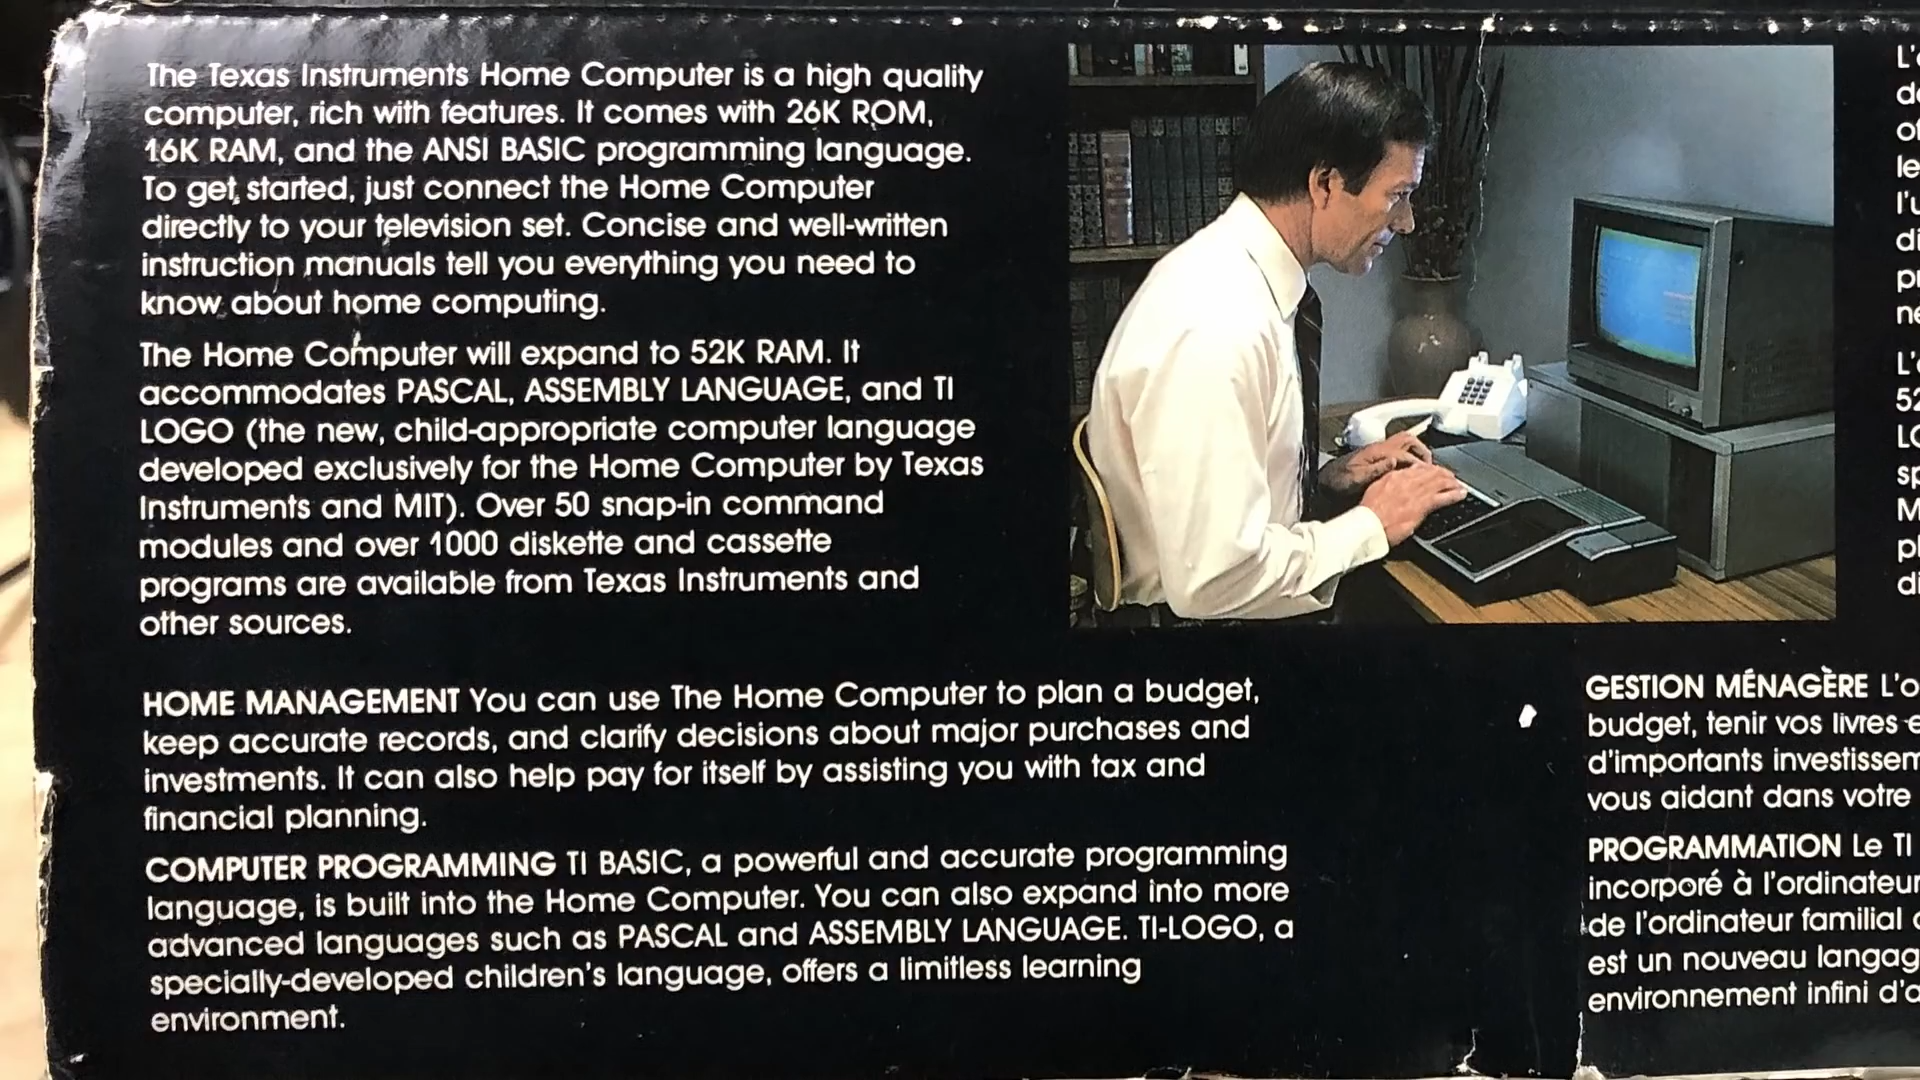 The Texas Instruments Home Computer is a high quality
computer, rich with features. It comes with 26K ROM,
16K RAM, and the ANSI BASIC programming language.
To get started, just connect the Home Computer
directly to your television set. Concise and well-written
instruction manuals tell you everything you need to
know about home computing.
The Home Computer will expand to 52K RAM. It
accommodates PASCAL, ASSEMBLY LANGUAGE, and TI
LOGO (the new, child-appropriate computer language
developed exclusively for the Home Computer by Texas
Instruments and MIT). Over 50 snap-in command
modules and over 1000 diskette and cassette
programs are available from Texas Instruments and
other sources.
HOME MANAGEMENT You can use The Home Computer to plan a budget,
keep accurate records, and clarify decisions about major purchases and
investments. It can also help pay for itself by assisting you with tax and
financial planning.
COMPUTER PROGRAMMING TI BASIC, a powerful and accurate programming
language, is built into the Home Computer. You can also expand into more
advanced languages such as PASCAL and ASSEMBLY LANGUAGE. TI-LOGO, a
specially-developed children's language, offers a limitless learning
environment.
GESTION MÉNAGÈRE
budget, tenir vos livres
d'importants
vous aidant dans votre
PROGRAMMATION Le TI
incorporé à l'ordinateur
de l'ordinateur familial
est un nouveau
environnement infini